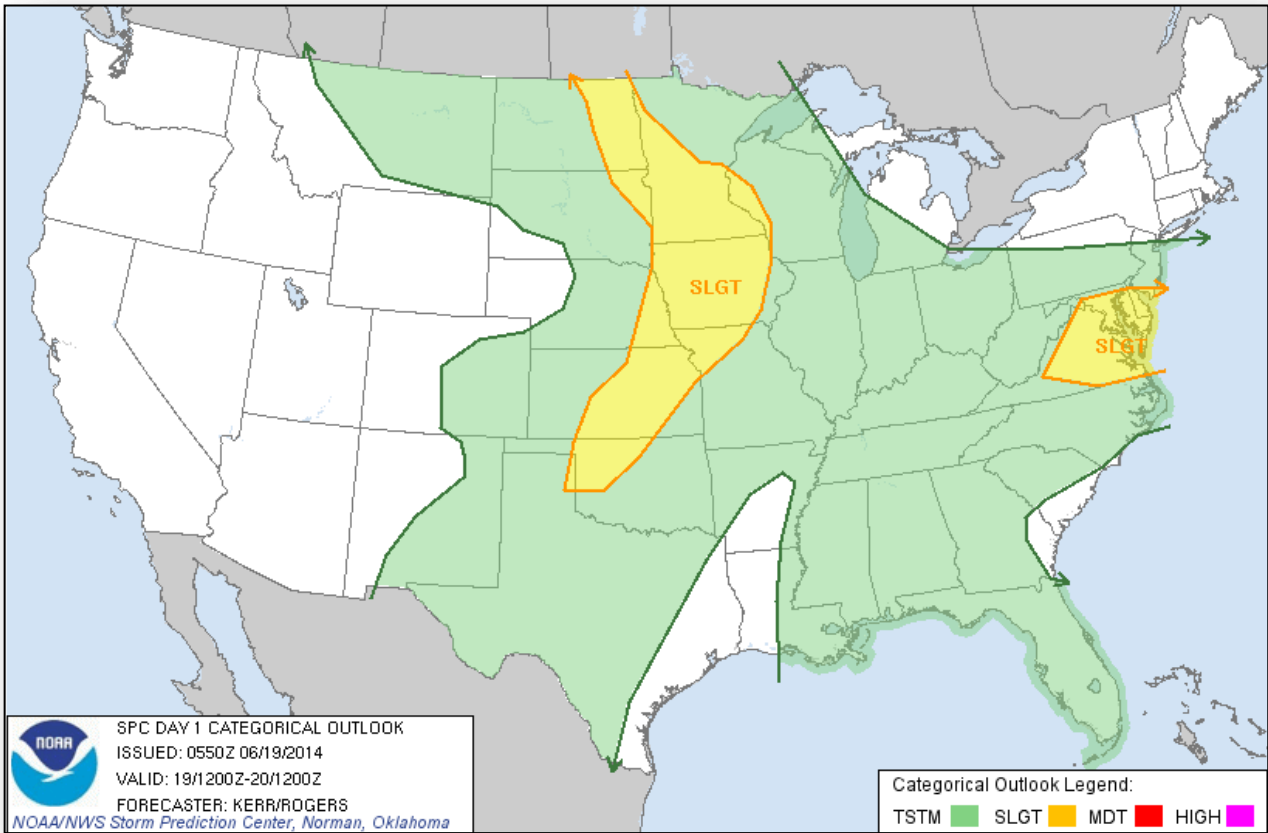 SLGT
SLGT
NOAA
SPC DAY 1 CATEGORICAL OUTLOOK
ISSUED: 0550Z 06/19/2014
VALID: 19/1200Z-20/1200Z
FORECASTER: KERR/ROGERS
NOAA/NWS Storm Prediction Center, Norman, Oklahoma
Categorical Outlook Legend:
TSTM SLGT MDT HIGH